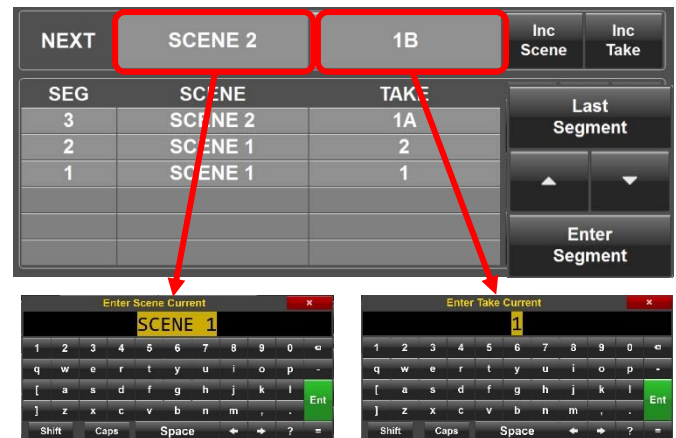 NEXT SCENE 2 1B Inc Scene Inc Take
SEG SCENE TAKE
3 SCENE 2 1A
2 SCENE 1 2
1 SCENE 1 1
Last Segment
Enter Segment
Enter Scene Current ×
SCENE 1
1 2 3 4 5 6 7 8 9 0
q w e r t y u i o p -
[ a s d f g h j k l
Ent
] z x c v b n m , .
Shift Caps Space ? =
Enter Take Current ×
1
1 2 3 4 5 6 7 8 9 0
q w e r t y u i o p -
[ a s d f g h j k l
Ent
] z x c v b n m , .
Shift Caps Space ? =